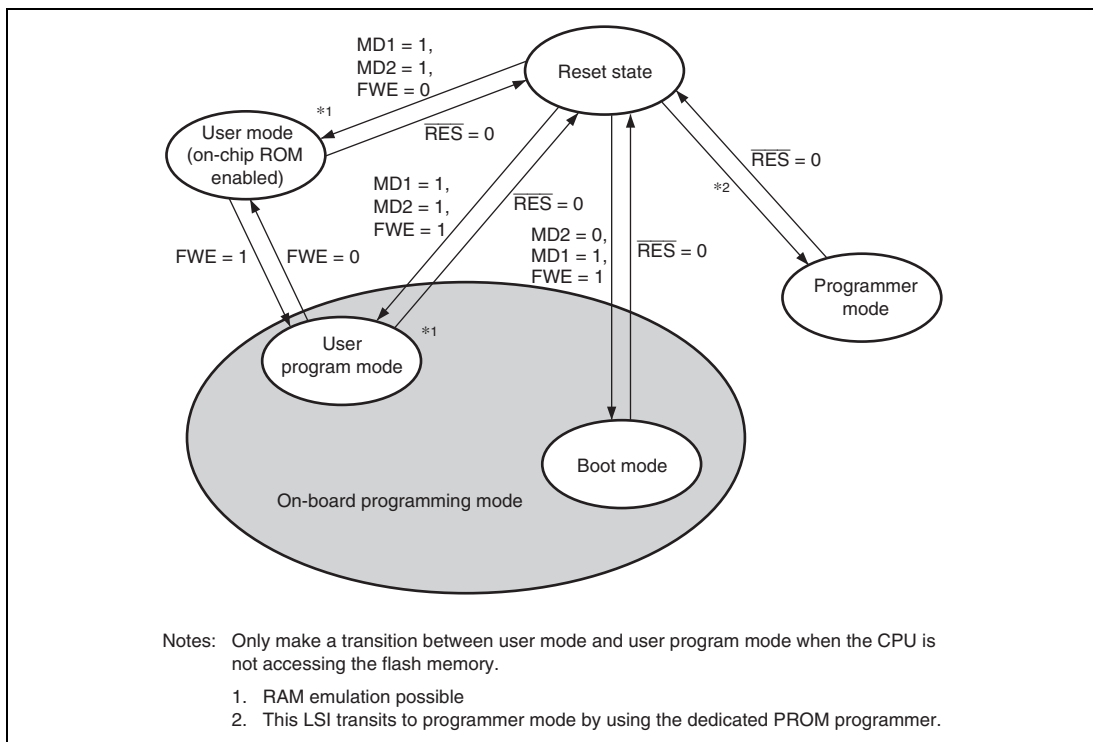 MD1 = 1,
MD2 = 1,
FWE = 0
*1
Reset state
RES = 0
User mode
(on-chip ROM
enabled)
RES = 0
*2
MD1 = 1,
MD2 = 1,
FWE = 1
RES = 0
MD2 = 0,
MD1 = 1,
FWE = 1
RES = 0
FWE = 1
FWE = 0
Programmer
mode
User
program mode
*1
Boot mode
On-board programming mode
Notes: Only make a transition between user mode and user program mode when the CPU is
not accessing the flash memory.
1. RAM emulation possible
2. This LSI transits to programmer mode by using the dedicated PROM programmer.